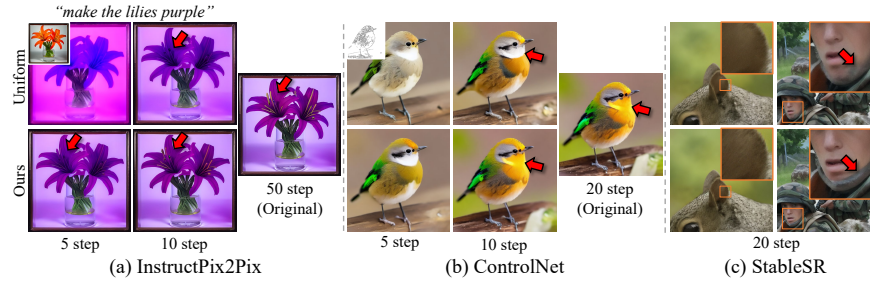 “make the lilies purple”
Uniform
Ours
50 step
(Original)
5 step
10 step
(a) InstructPix2Pix
20 step
(Original)
5 step
10 step
(b) ControlNet
20 step
(c) StableSR